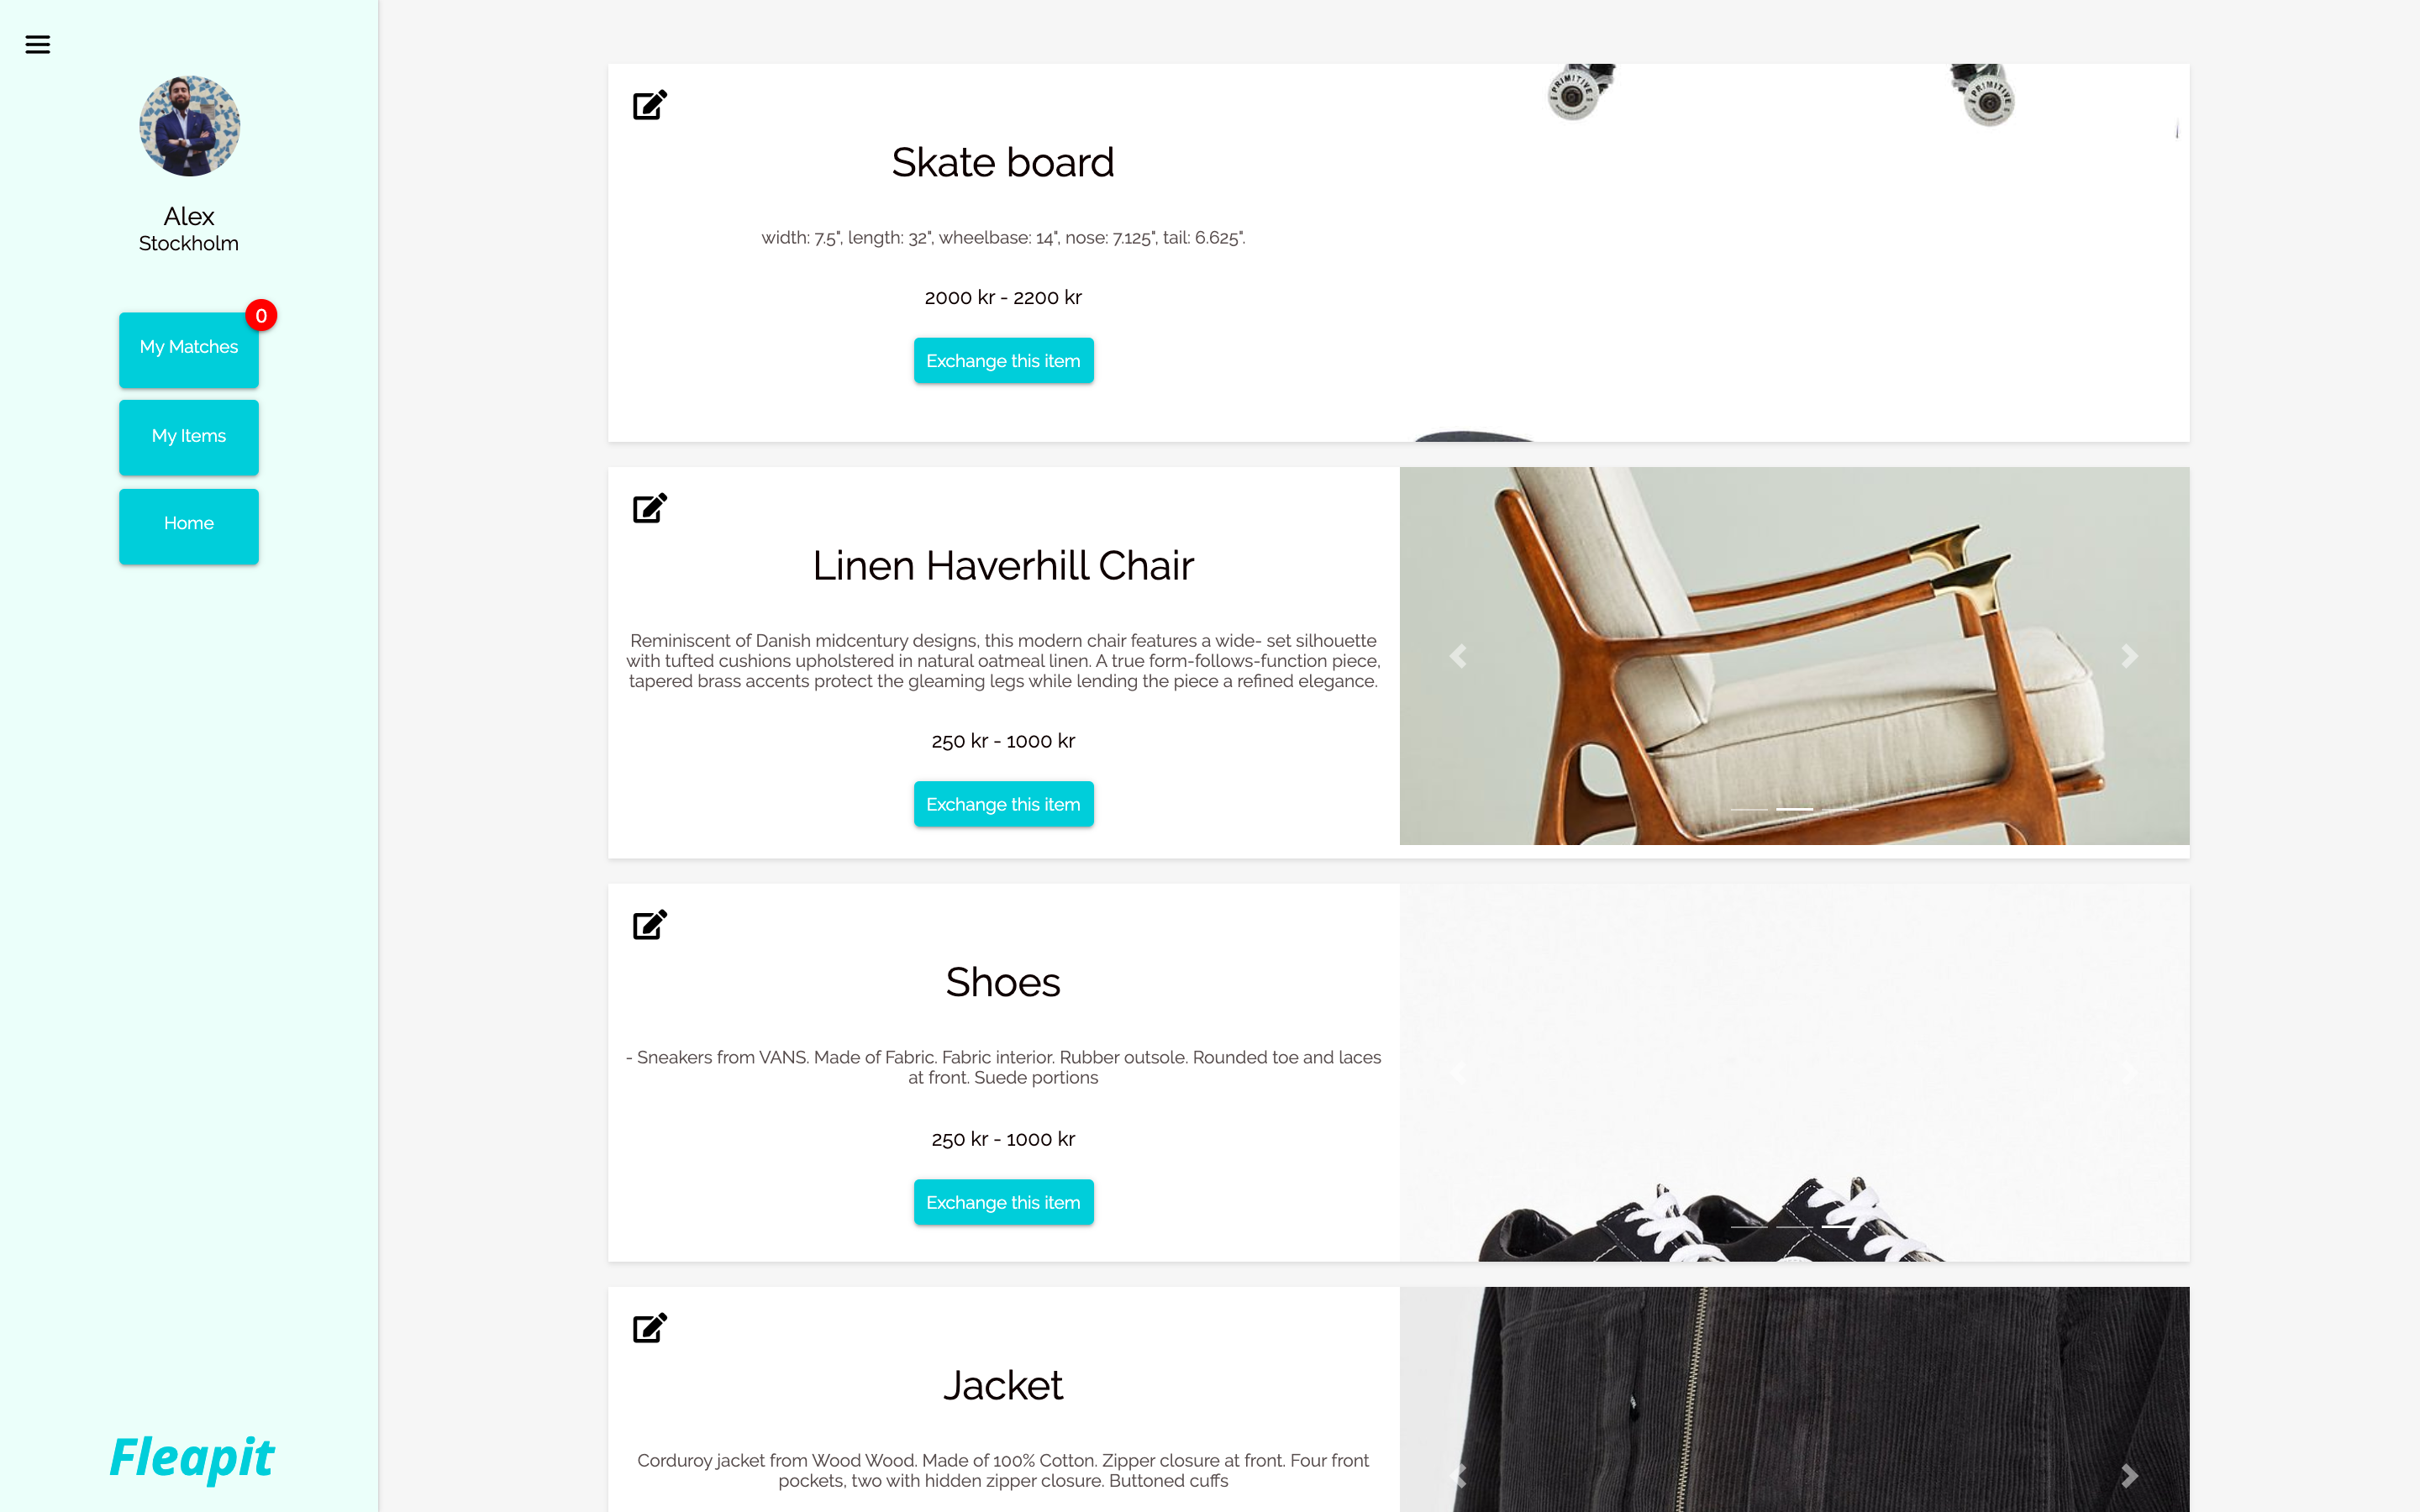 Alex
Stockholm
0
My Matches
My Items
Home
Fleapit
Skate board
width: 7.5", length: 32", wheelbase: 14", nose: 7.125", tail: 6.625".
2000 kr - 2200 kr
Exchange this item
PRIMITIVE
PRIMITIVE
Linen Haverhill Chair
Reminiscent of Danish midcentury designs, this modern chair features a wide- set silhouette
with tufted cushions upholstered in natural oatmeal linen. A true form-follows-function piece,
tapered brass accents protect the gleaming legs while lending the piece a refined elegance.
250 kr - 1000 kr
Exchange this item
Shoes
- Sneakers from VANS. Made of Fabric. Fabric interior. Rubber outsole. Rounded toe and laces
at front. Suede portions
250 kr - 1000 kr
Exchange this item
Jacket
Corduroy jacket from Wood Wood. Made of 100% Cotton. Zipper closure at front. Four front
pockets, two with hidden zipper closure. Buttoned cuffs